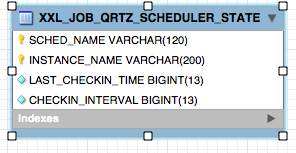 XXL_JOB_QRTZ_SCHEDULER_STATE
SCHED_NAME VARCHAR(120)
INSTANCE_NAME VARCHAR(200)
LAST_CHECKIN_TIME BIGINT(13)
CHECKIN_INTERVAL BIGINT(13)
Indexes